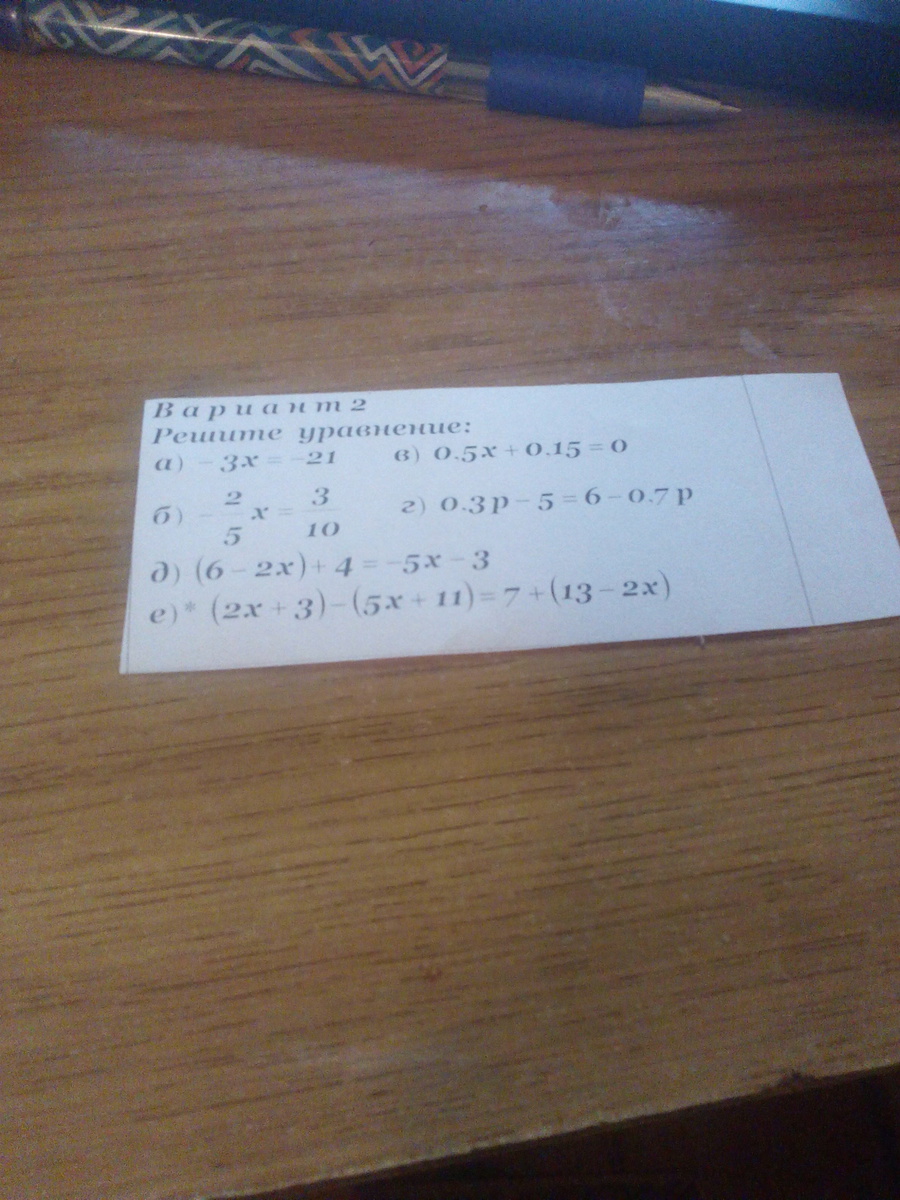 Вариант 2
Решите уравнение:
а) -3x = -21 в) 0.5x + 0.15 = 0
б) -2/5 x = 3/10 г) 0.3p - 5 = 6 - 0.7p
д) (6 - 2x) + 4 = -5x - 3
е)* (2x + 3) - (5x + 11) = 7 + (13 - 2x)